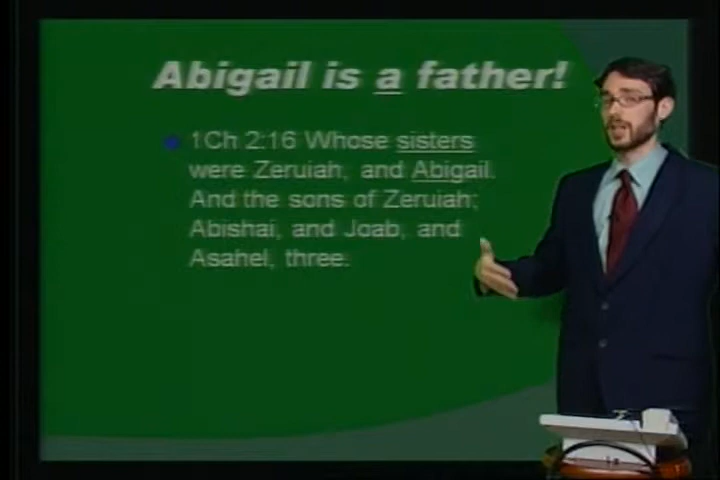 Abigail is a father!
1Ch 2:16 Whose sisters
were Zeruiah, and Abigail.
And the sons of Zeruiah;
Abishai, and Joab, and
Asahel, three.